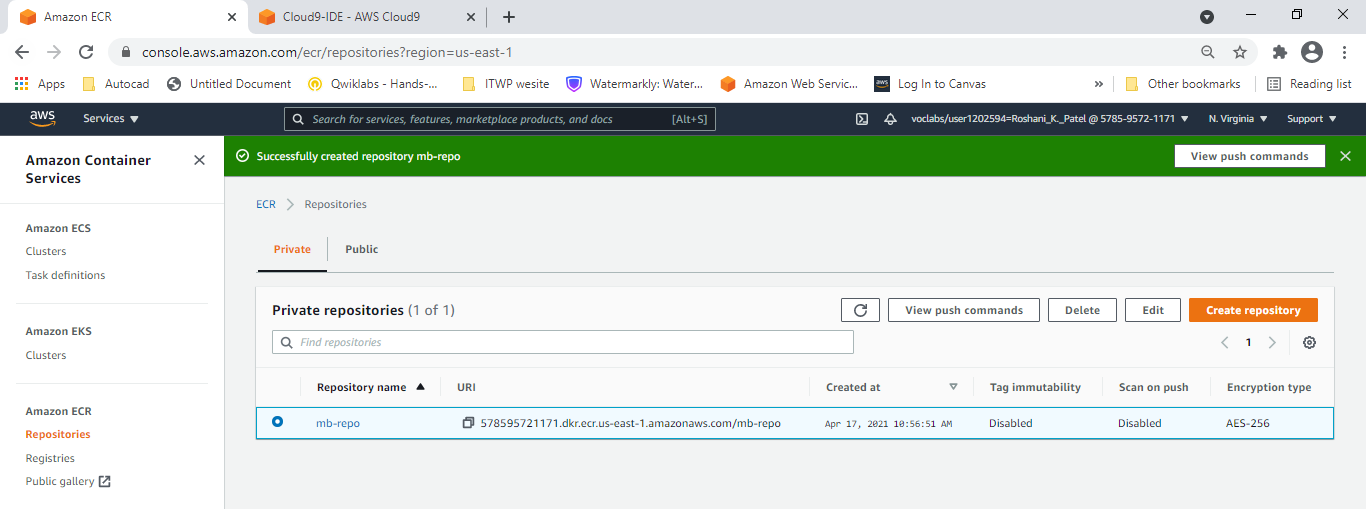 Amazon ECR
Cloud9-IDE - AWS Cloud9
console.aws.amazon.com/ecr/repositories?region=us-east-1
Apps Autocad Untitled Document Qwiklabs - Hands-... ITWP wesite Watermarkly: Water... Amazon Web Servic... aws Log In to Canvas » Other bookmarks Reading list
aws Services Search for services, features, marketplace products, and docs [Alt+S] voclabs/user1202594=Roshani_K._Patel @ 5785-9572-1171 N. Virginia Support
Amazon Container Services
Successfully created repository mb-repo View push commands
Amazon ECS
Clusters
Task definitions
Amazon EKS
Clusters
Amazon ECR
Repositories
Registries
Public gallery
ECR Repositories
Private Public
Private repositories (1 of 1) View push commands Delete Edit Create repository
Find repositories 1
Repository name URI Created at Tag immutability Scan on push Encryption type
mb-repo 578595721171.dkr.ecr.us-east-1.amazonaws.com/mb-repo Apr 17, 2021 10:56:51 AM Disabled Disabled AES-256